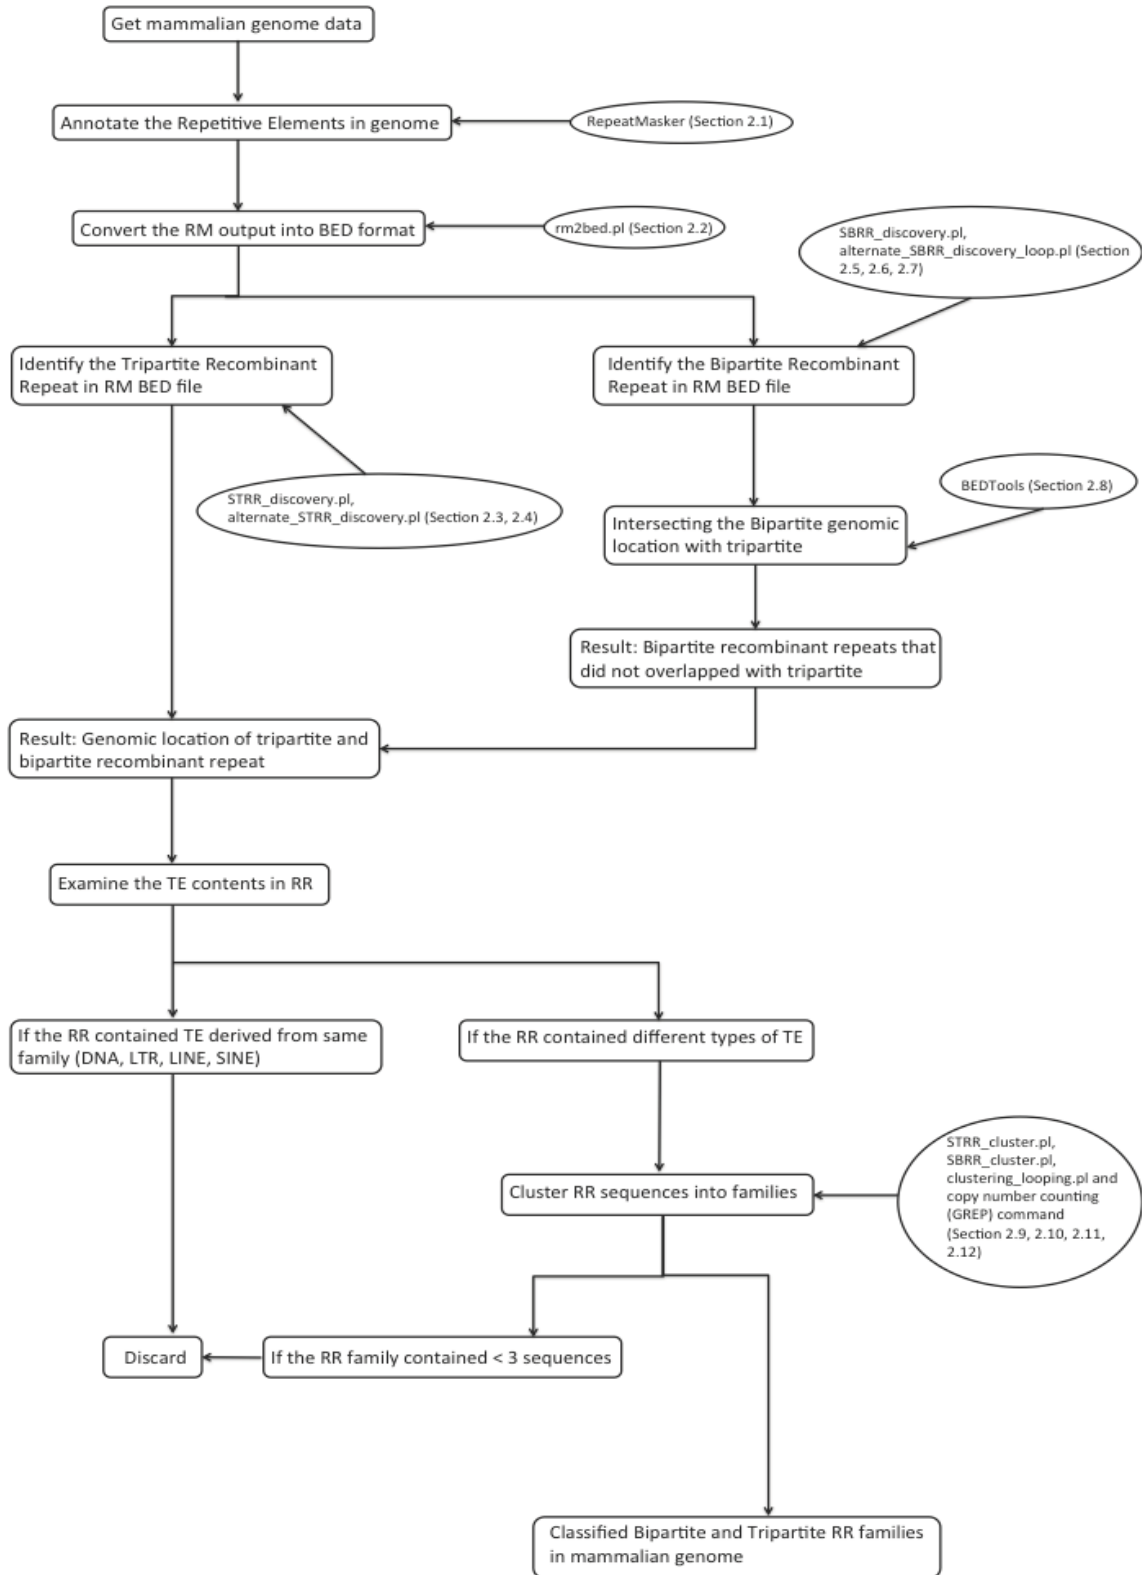 Get mammalian genome data
Annotate the Repetitive Elements in genome
RepeatMasker (Section 2.1)
Convert the RM output into BED format
rm2bed.pl (Section 2.2)
SBRR_discovery.pl,
alternate_SBRR_discovery_loop.pl (Section
2.5, 2.6, 2.7)
Identify the Tripartite Recombinant
Repeat in RM BED file
Identify the Bipartite Recombinant
Repeat in RM BED file
STRR_discovery.pl,
alternate_STRR_discovery.pl (Section 2.3, 2.4)
BEDTools (Section 2.8)
Intersecting the Bipartite genomic
location with tripartite
Result: Bipartite recombinant repeats that
did not overlapped with tripartite
Result: Genomic location of tripartite and
bipartite recombinant repeat
Examine the TE contents in RR
If the RR contained TE derived from same
family (DNA, LTR, LINE, SINE)
If the RR contained different types of TE
STRR_cluster.pl,
SBRR_cluster.pl,
clustering_looping.pl and
copy number counting
(GREP) command
(Section 2.9, 2.10, 2.11,
2.12)
Cluster RR sequences into families
Discard
If the RR family contained < 3 sequences
Classified Bipartite and Tripartite RR families
in mammalian genome